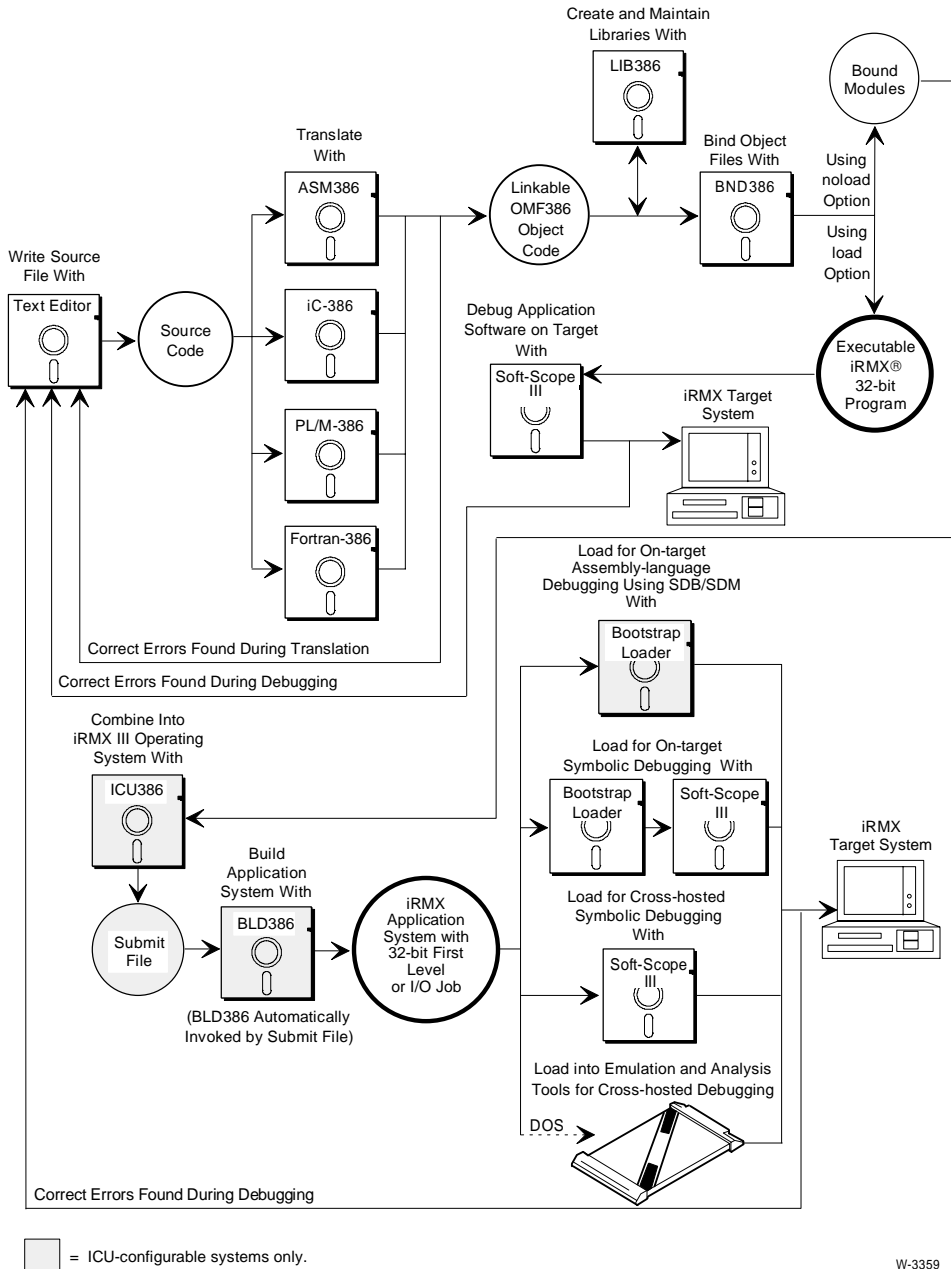 Create and Maintain
Libraries With
LIB386
Bound
Modules
Translate
With
ASM386
Linkable
OMF386
Object
Code
Bind Object
Files With
BND386
Using
noload
Option
Using
load
Option
Write Source
File With
Text Editor
Source
Code
iC-386
PL/M-386
Fortran-386
Debug Application
Software on Target
With
Soft-Scope
III
Executable
iRMX®
32-bit
Program
iRMX Target
System
Correct Errors Found During Translation
Correct Errors Found During Debugging
Load for On-target
Assembly-language
Debugging Using SDB/SDM
With
Bootstrap
Loader
Combine Into
iRMX III Operating
System With
ICU386
Load for On-target
Symbolic Debugging With
Bootstrap
Loader
Soft-Scope
III
iRMX
Target System
Submit
File
Build
Application
System With
BLD386
(BLD386 Automatically
Invoked by Submit File)
iRMX
Application
System with
32-bit First
Level
or I/O Job
Load for Cross-hosted
Symbolic Debugging
With
Soft-Scope
III
Load into Emulation and Analysis
Tools for Cross-hosted Debugging
DOS
Correct Errors Found During Debugging
= ICU-configurable systems only.
W-3359